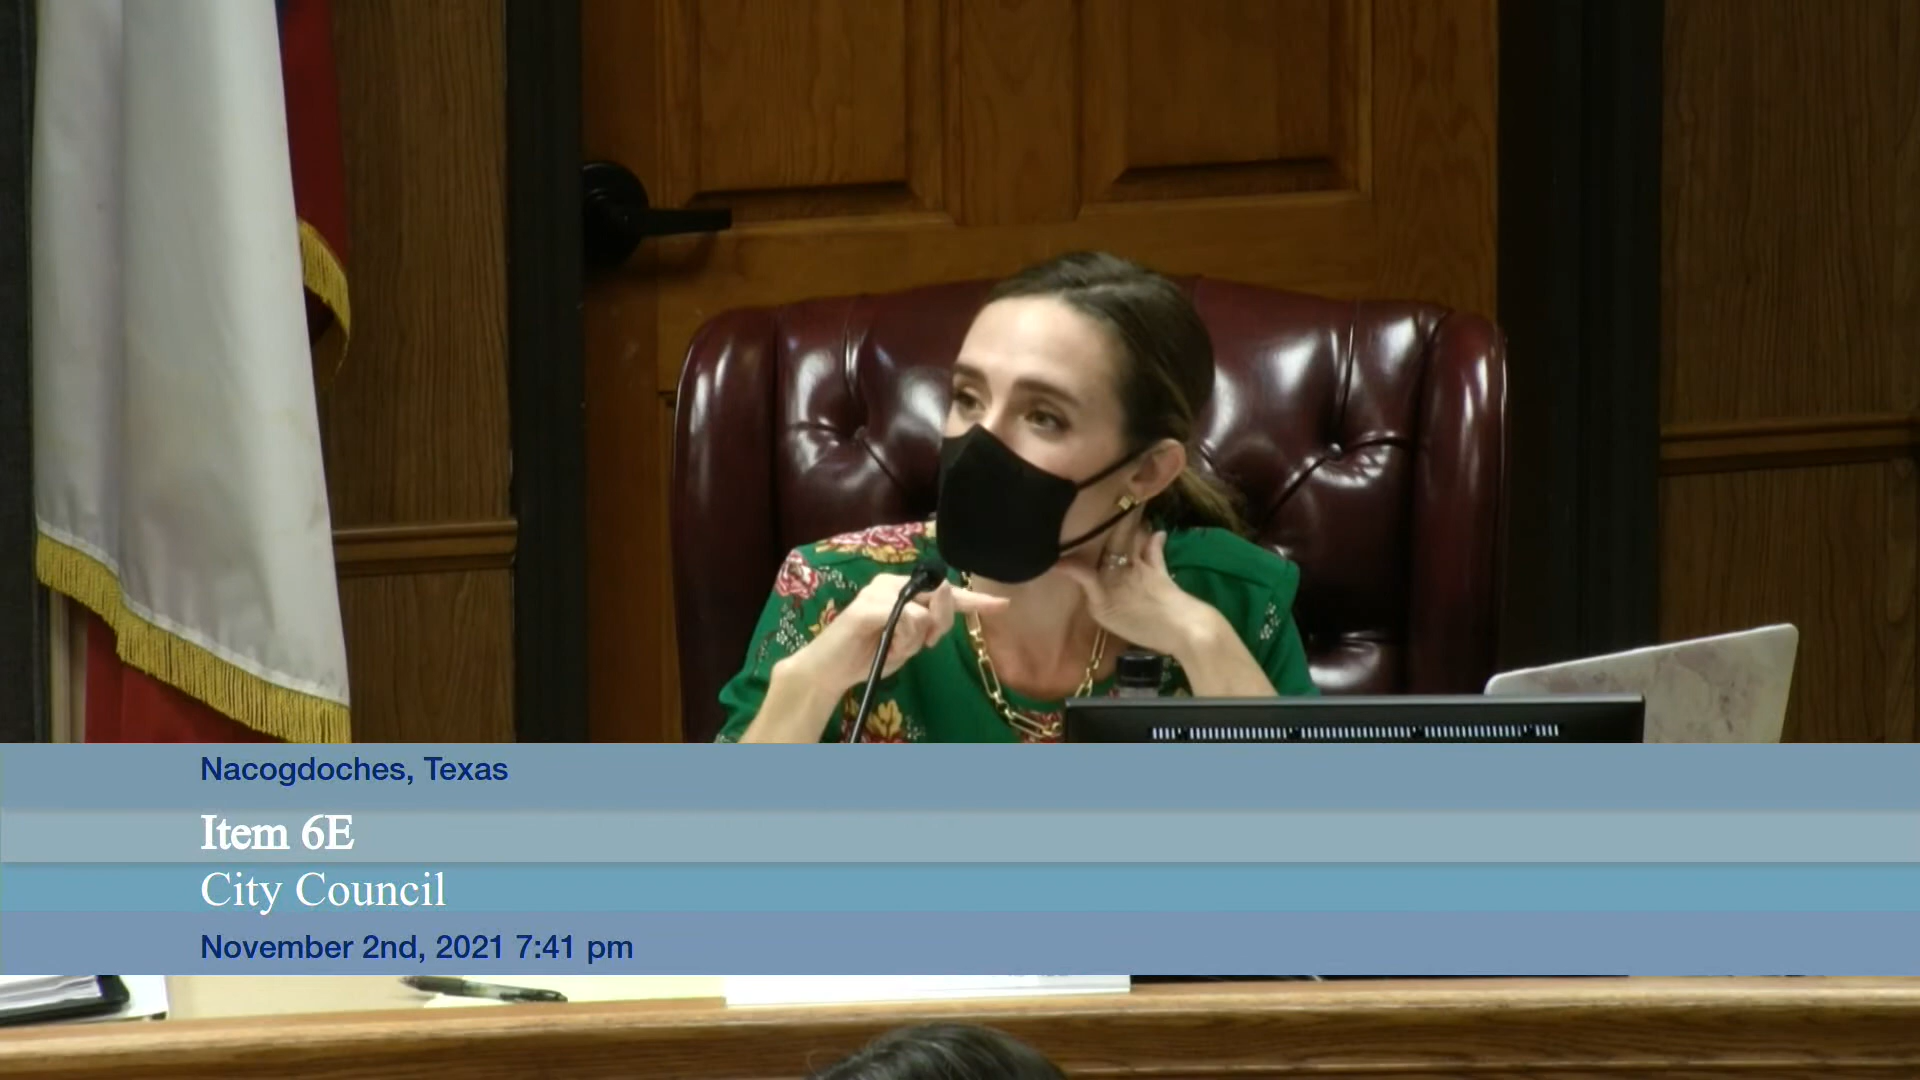 Nacogdoches, Texas
Item 6E
City Council
November 2nd, 2021 7:41 pm